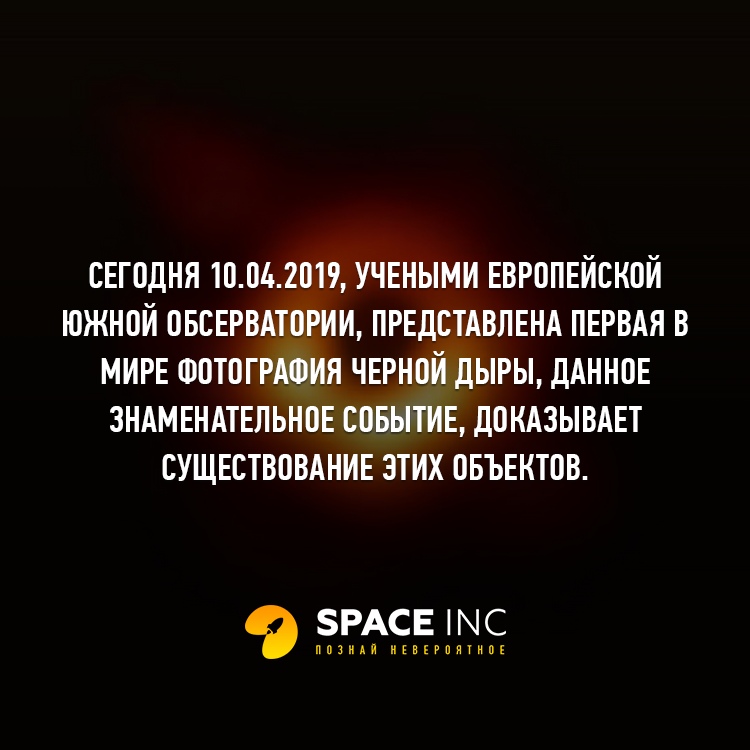 СЕГОДНЯ 10.04.2019, УЧЕНЫМИ ЕВРОПЕЙСКОЙ
ЮЖНОЙ ОБСЕРВАТОРИИ, ПРЕДСТАВЛЕНА ПЕРВАЯ В
МИРЕ ФОТОГРАФИЯ ЧЕРНОЙ ДЫРЫ, ДАННОЕ
ЗНАМЕНАТЕЛЬНОЕ СОБЫТИЕ, ДОКАЗЫВАЕТ
СУЩЕСТВОВАНИЕ ЭТИХ ОБЪЕКТОВ.
SPACE INC
ПОЗНАЙ НЕВЕРОЯТНОЕ